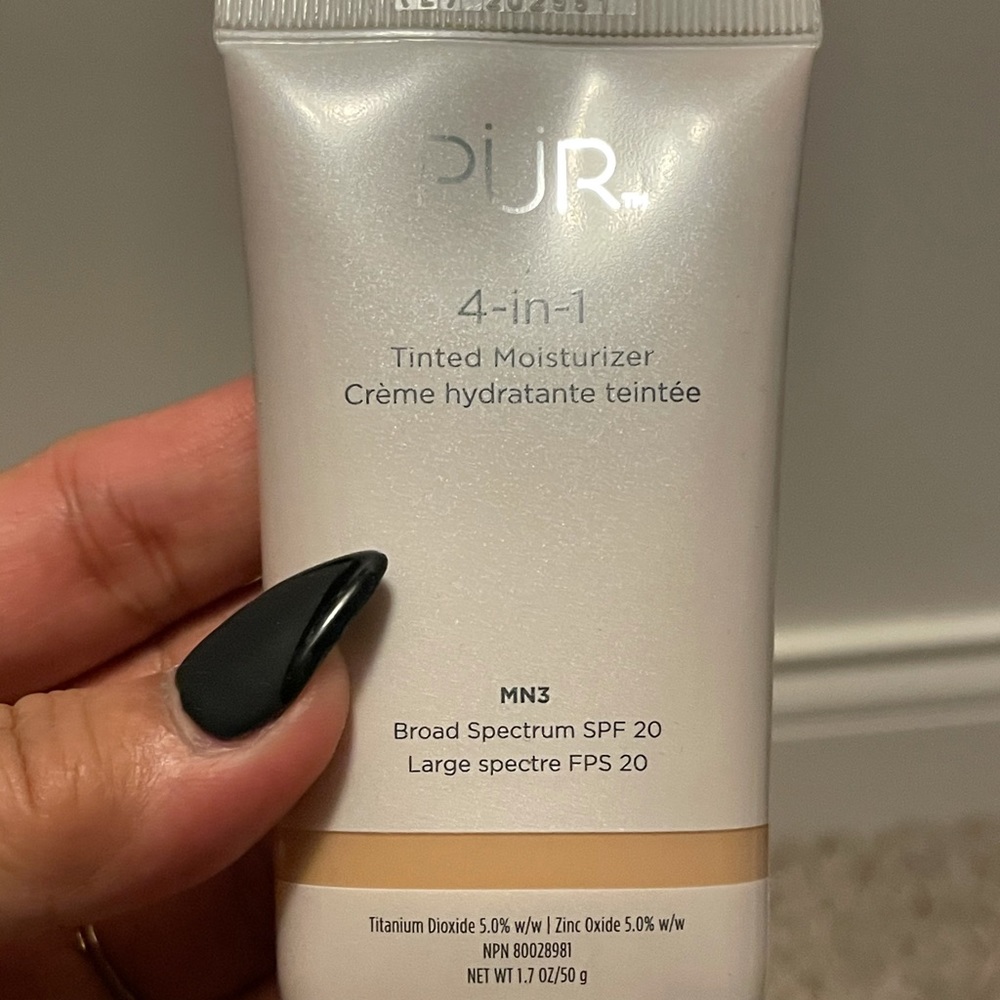 PÜR™
4-in-1
Tinted Moisturizer
Crème hydratante teintée
MN3
Broad Spectrum SPF 20
Large spectre FPS 20
Titanium Dioxide 5.0% w/w | Zinc Oxide 5.0% w/w
NPN 80028981
NET WT 1.7 OZ/50 g